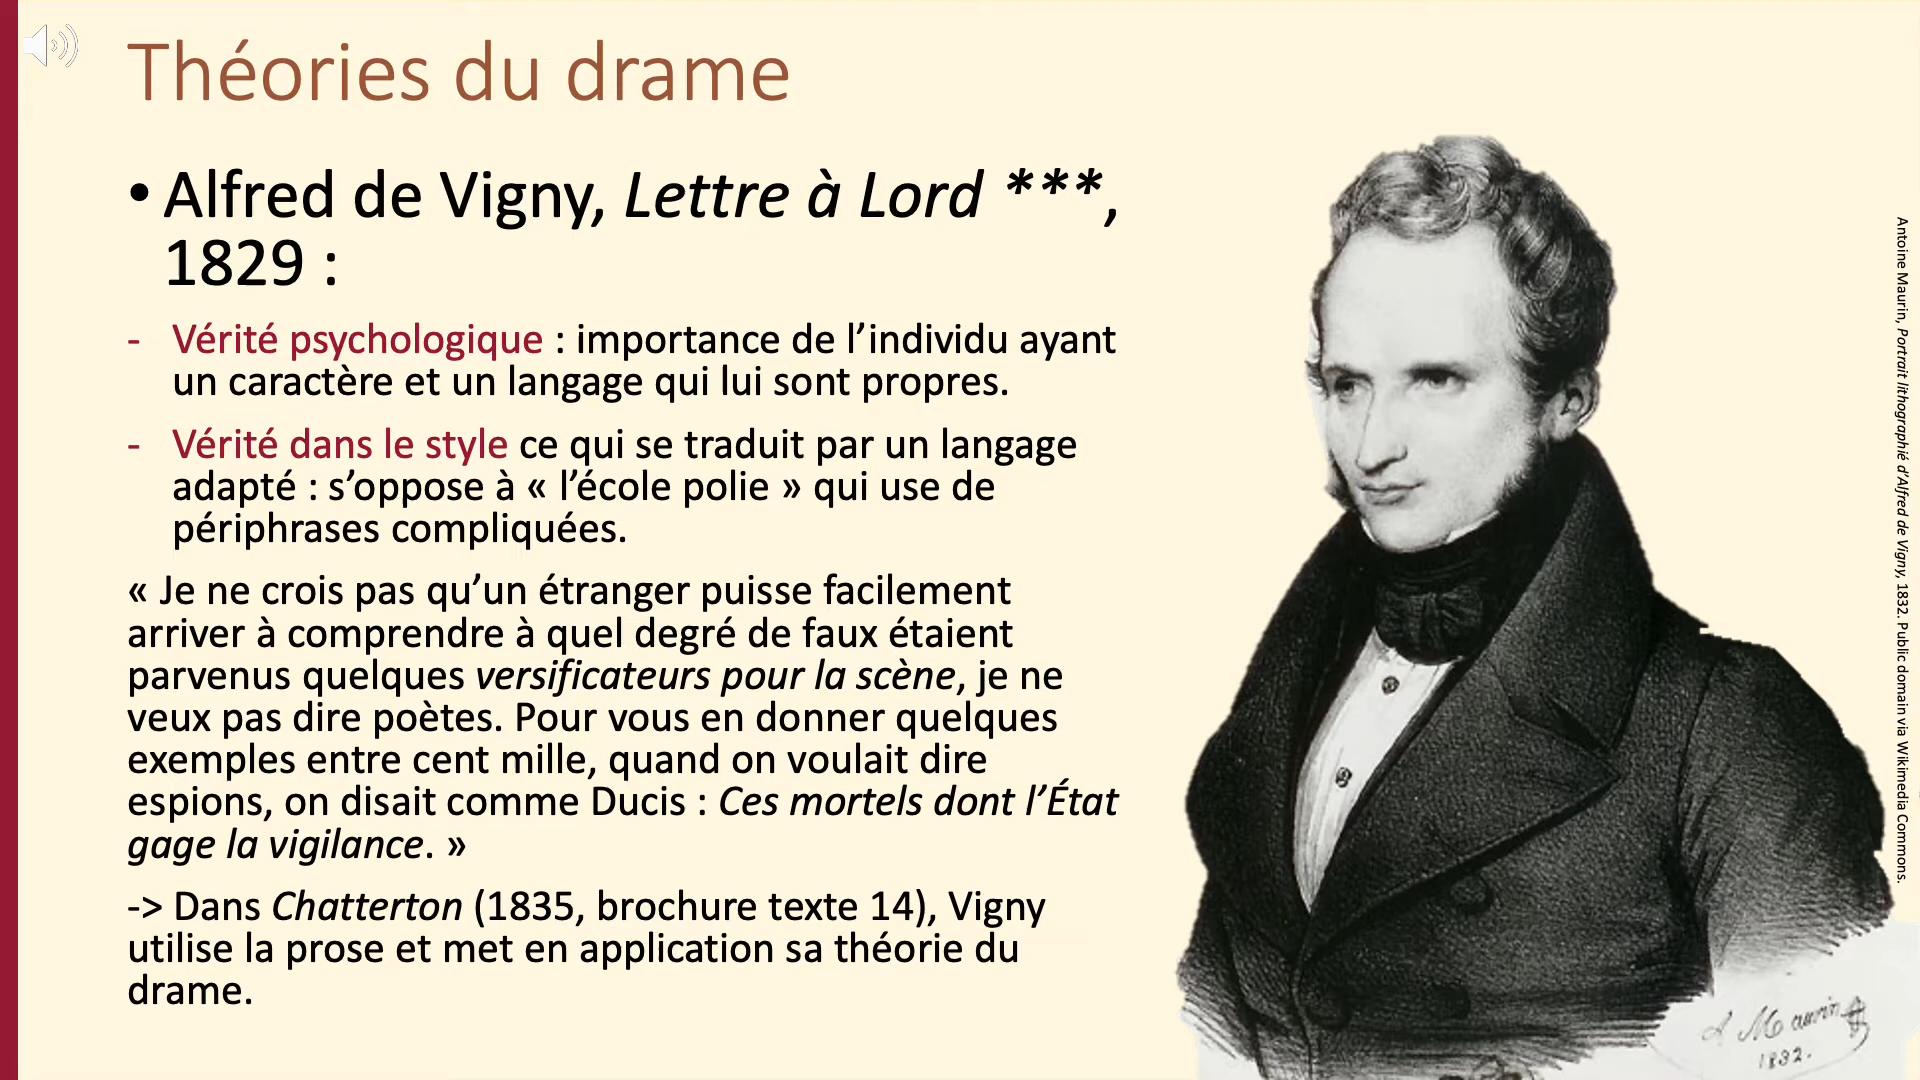 Théories du drame
• Alfred de Vigny, Lettre à Lord ***,
1829 :
- Vérité psychologique : importance de l’individu ayant
un caractère et un langage qui lui sont propres.
- Vérité dans le style ce qui se traduit par un langage
adapté : s’oppose à « l’école polie » qui use de
périphrases compliquées.
« Je ne crois pas qu’un étranger puisse facilement
arriver à comprendre à quel degré de faux étaient
parvenus quelques versificateurs pour la scène, je ne
veux pas dire poètes. Pour vous en donner quelques
exemples entre cent mille, quand on voulait dire
espions, on disait comme Ducis : Ces mortels dont l’État
gage la vigilance. »
-> Dans Chatterton (1835, brochure texte 14), Vigny
utilise la prose et met en application sa théorie du
drame.
Antoine Maurin, Portrait lithographié d’Alfred de Vigny, 1832. Public domain via Wikimedia Commons.
A Maurin
1832.